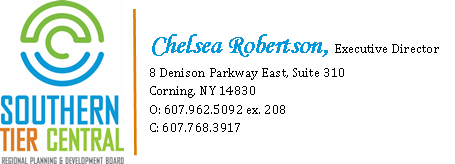 Chelsea Robertson, Executive Director
8 Denison Parkway East, Suite 310
Corning, NY 14830
O: 607.962.5092 ex. 208
C: 607.768.3917
SOUTHERN
TIER CENTRAL
REGIONAL PLANNING & DEVELOPMENT BOARD